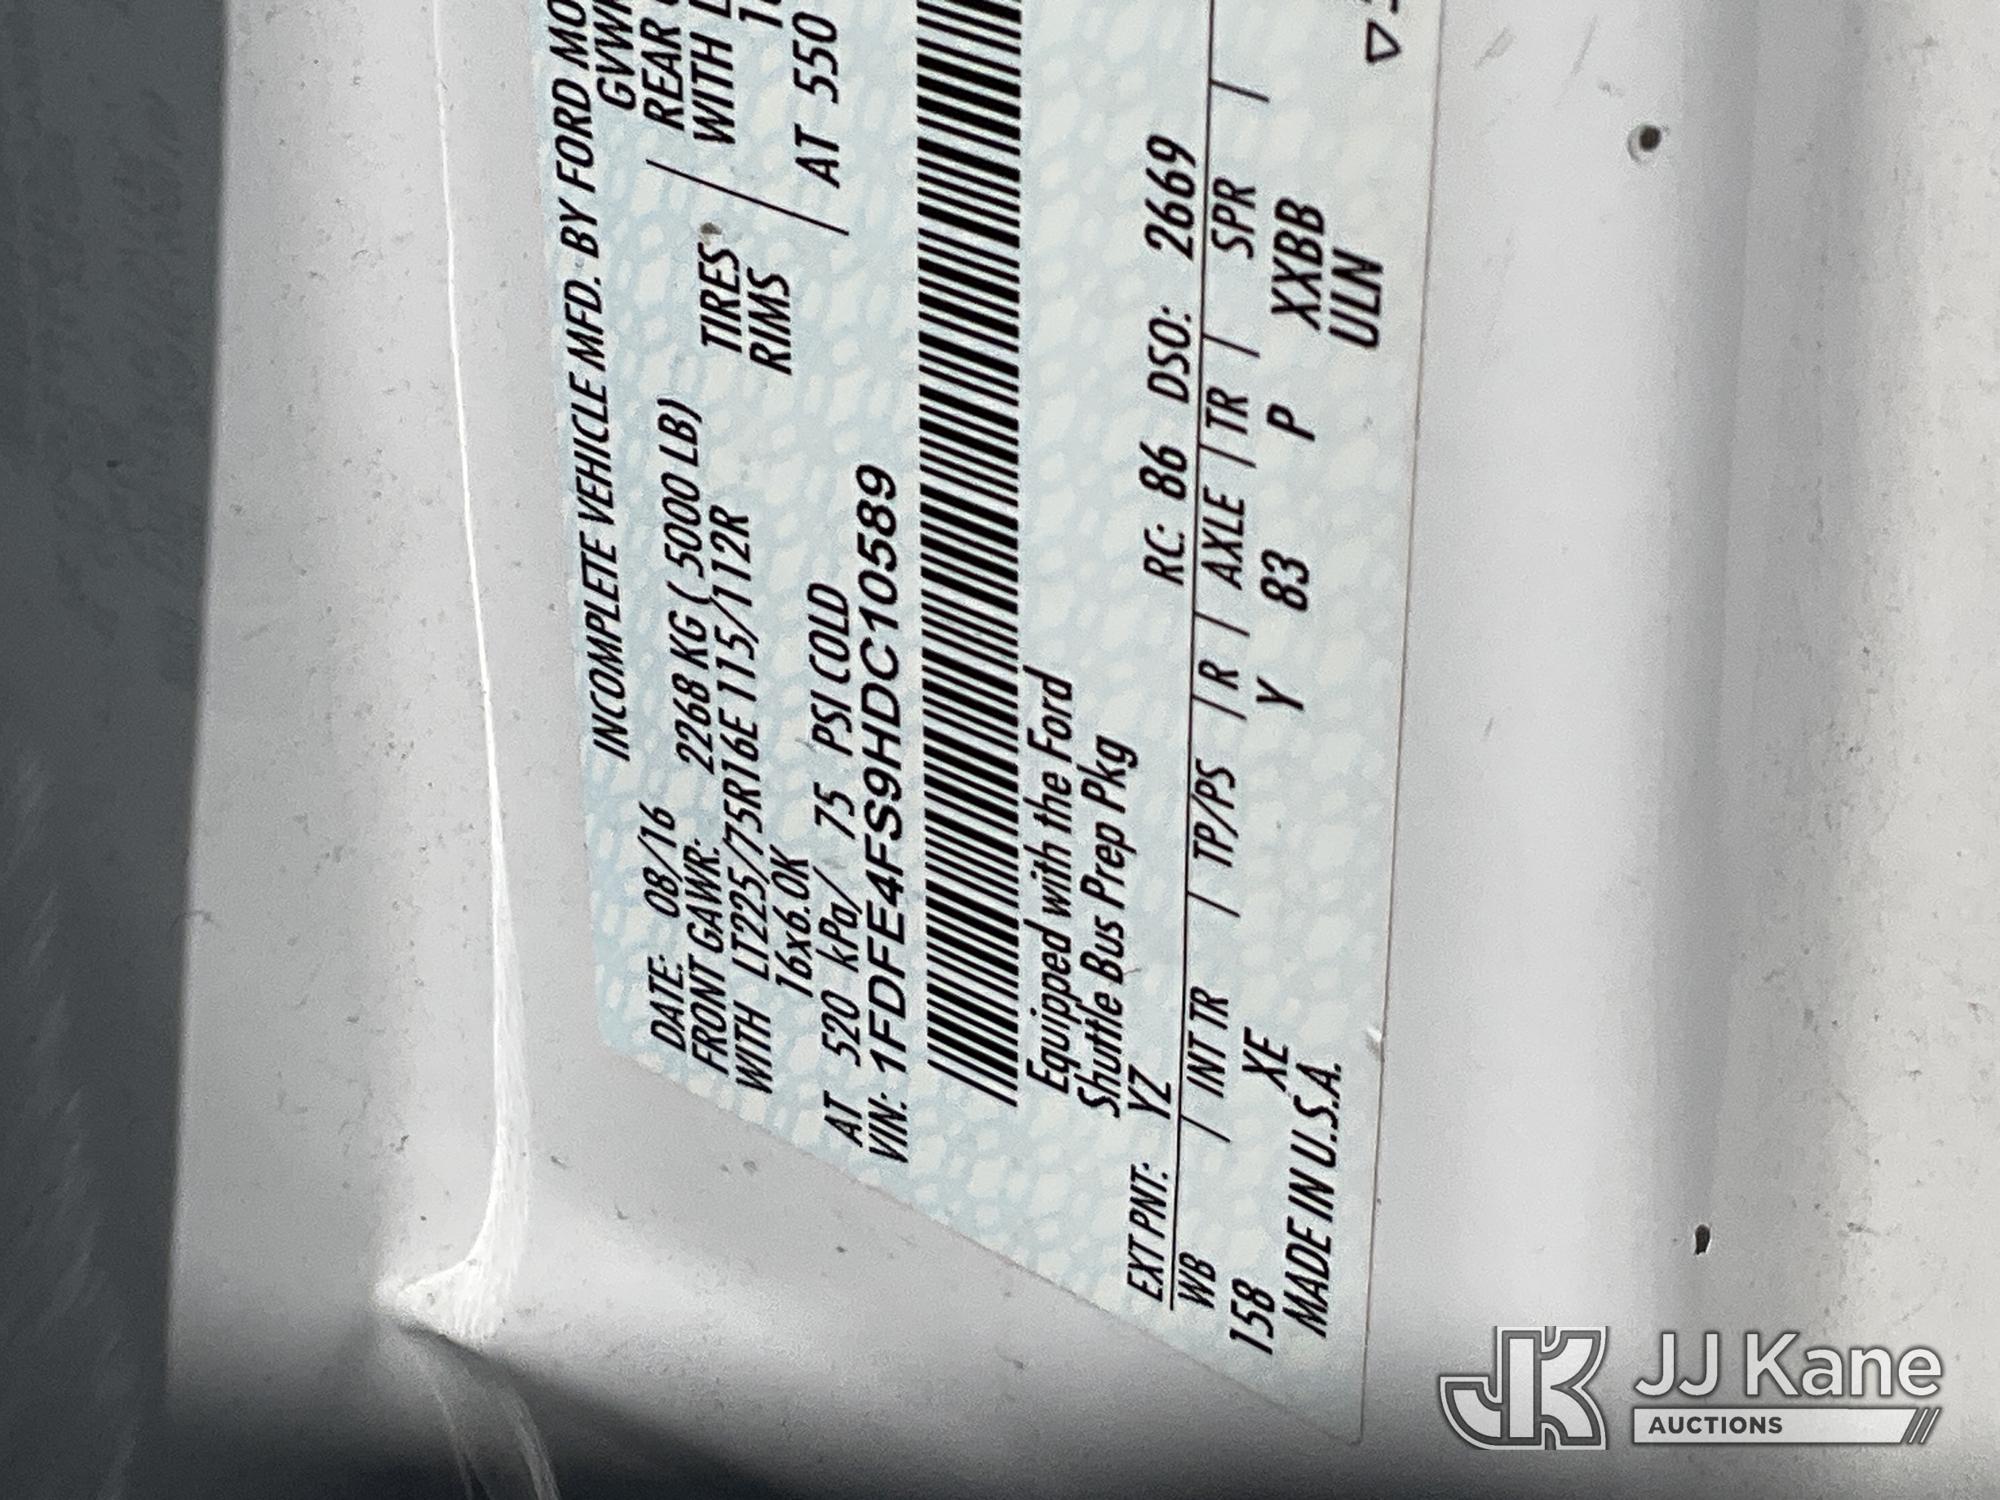 INCOMPLETE VEHICLE MFD. BY FORD
DATE: 08/16
FRONT GAWR: 2268 KG ( 5000 LB) REAR
WITH LT225/75R16E 115/112R TIRES WITH
WITH 16x6.0K RIMS
AT 520 kPa/ 75 PSI COLD AT 550
VIN: 1FDFE4FS9HDC10589
Equipped with the Ford
Shuttle Bus Prep Pkg
EXT PNT: YZ RC: 86 DSO: 2669
WB / INT TR / TP/PS / R / AXLE / TR / SPR /
158 XE Y 83 P XXBB
MADE IN U.S.A. ULN
JK JJ Kane
AUCTIONS